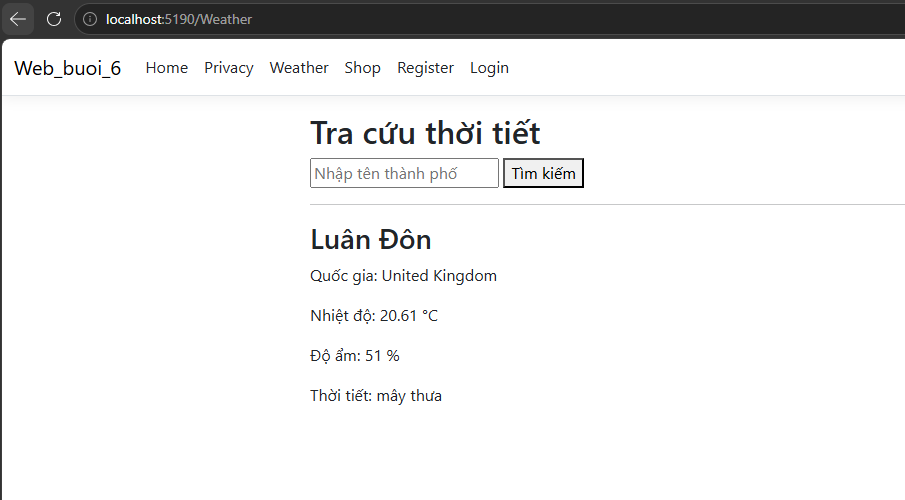 localhost:5190/Weather
Web_buoi_6 Home Privacy Weather Shop Register Login
Tra cứu thời tiết
Nhập tên thành phố Tìm kiếm
Luân Đôn
Quốc gia: United Kingdom
Nhiệt độ: 20.61 °C
Độ ẩm: 51 %
Thời tiết: mây thưa